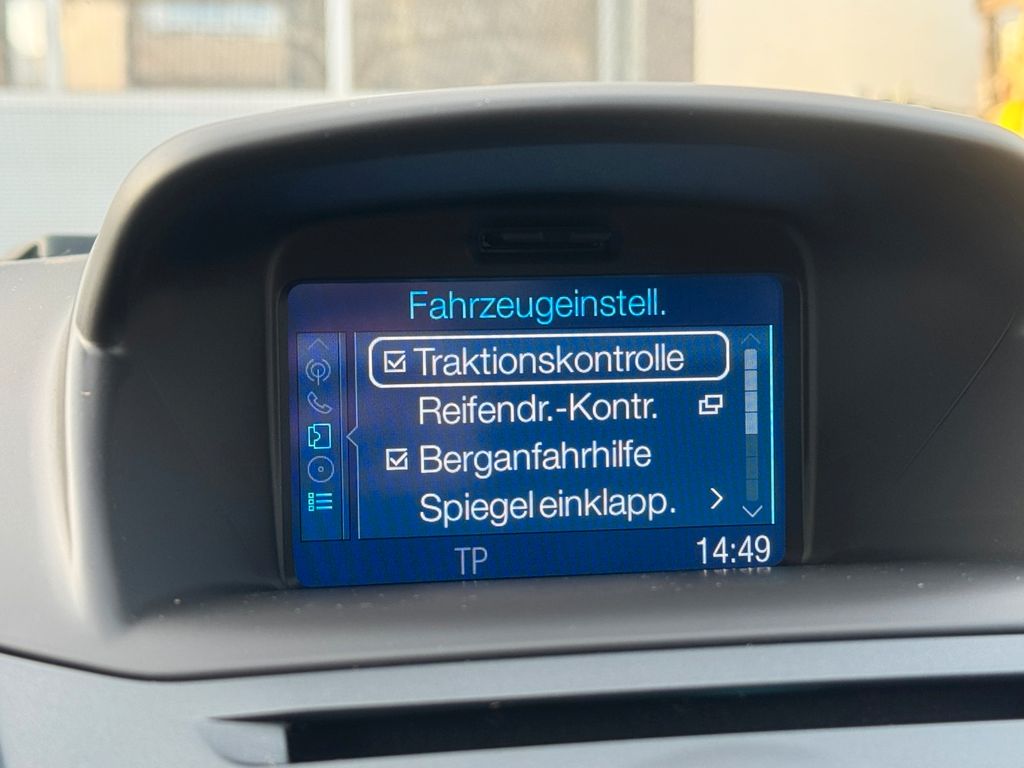 Fahrzeugeinstell.
Traktionskontrolle
Reifendr.-Kontr.
Berganfahrhilfe
Spiegel einklapp.
TP 14:49